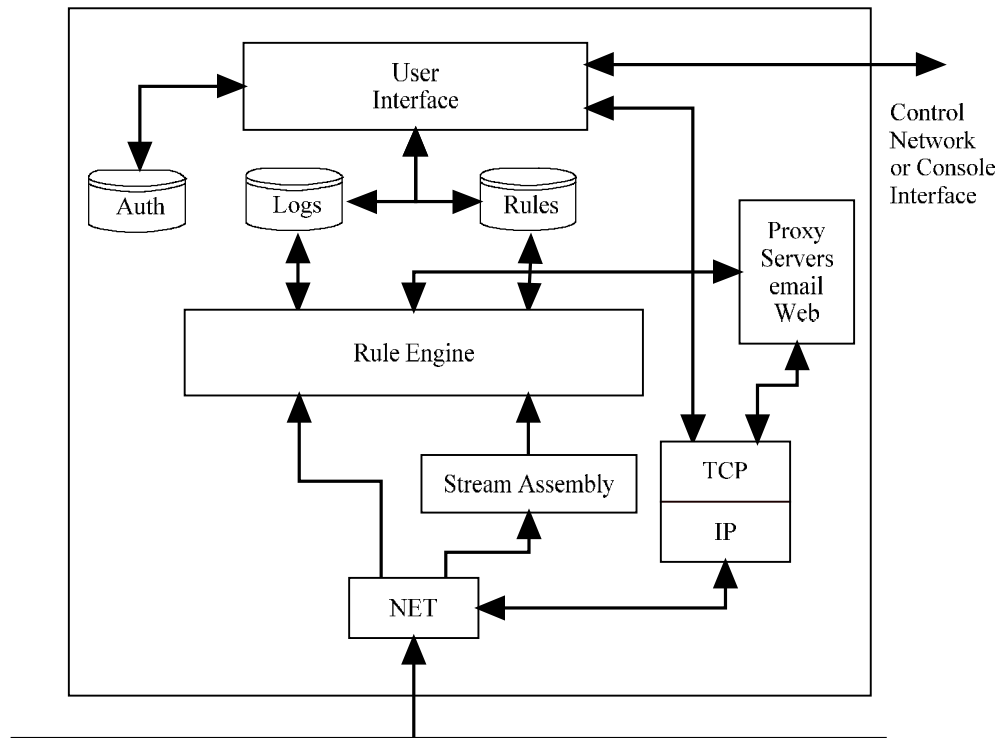 User
Interface
Control
Network
or Console
Interface
Auth
Logs
Rules
Proxy
Servers
email
Web
Rule Engine
Stream Assembly
TCP
IP
NET